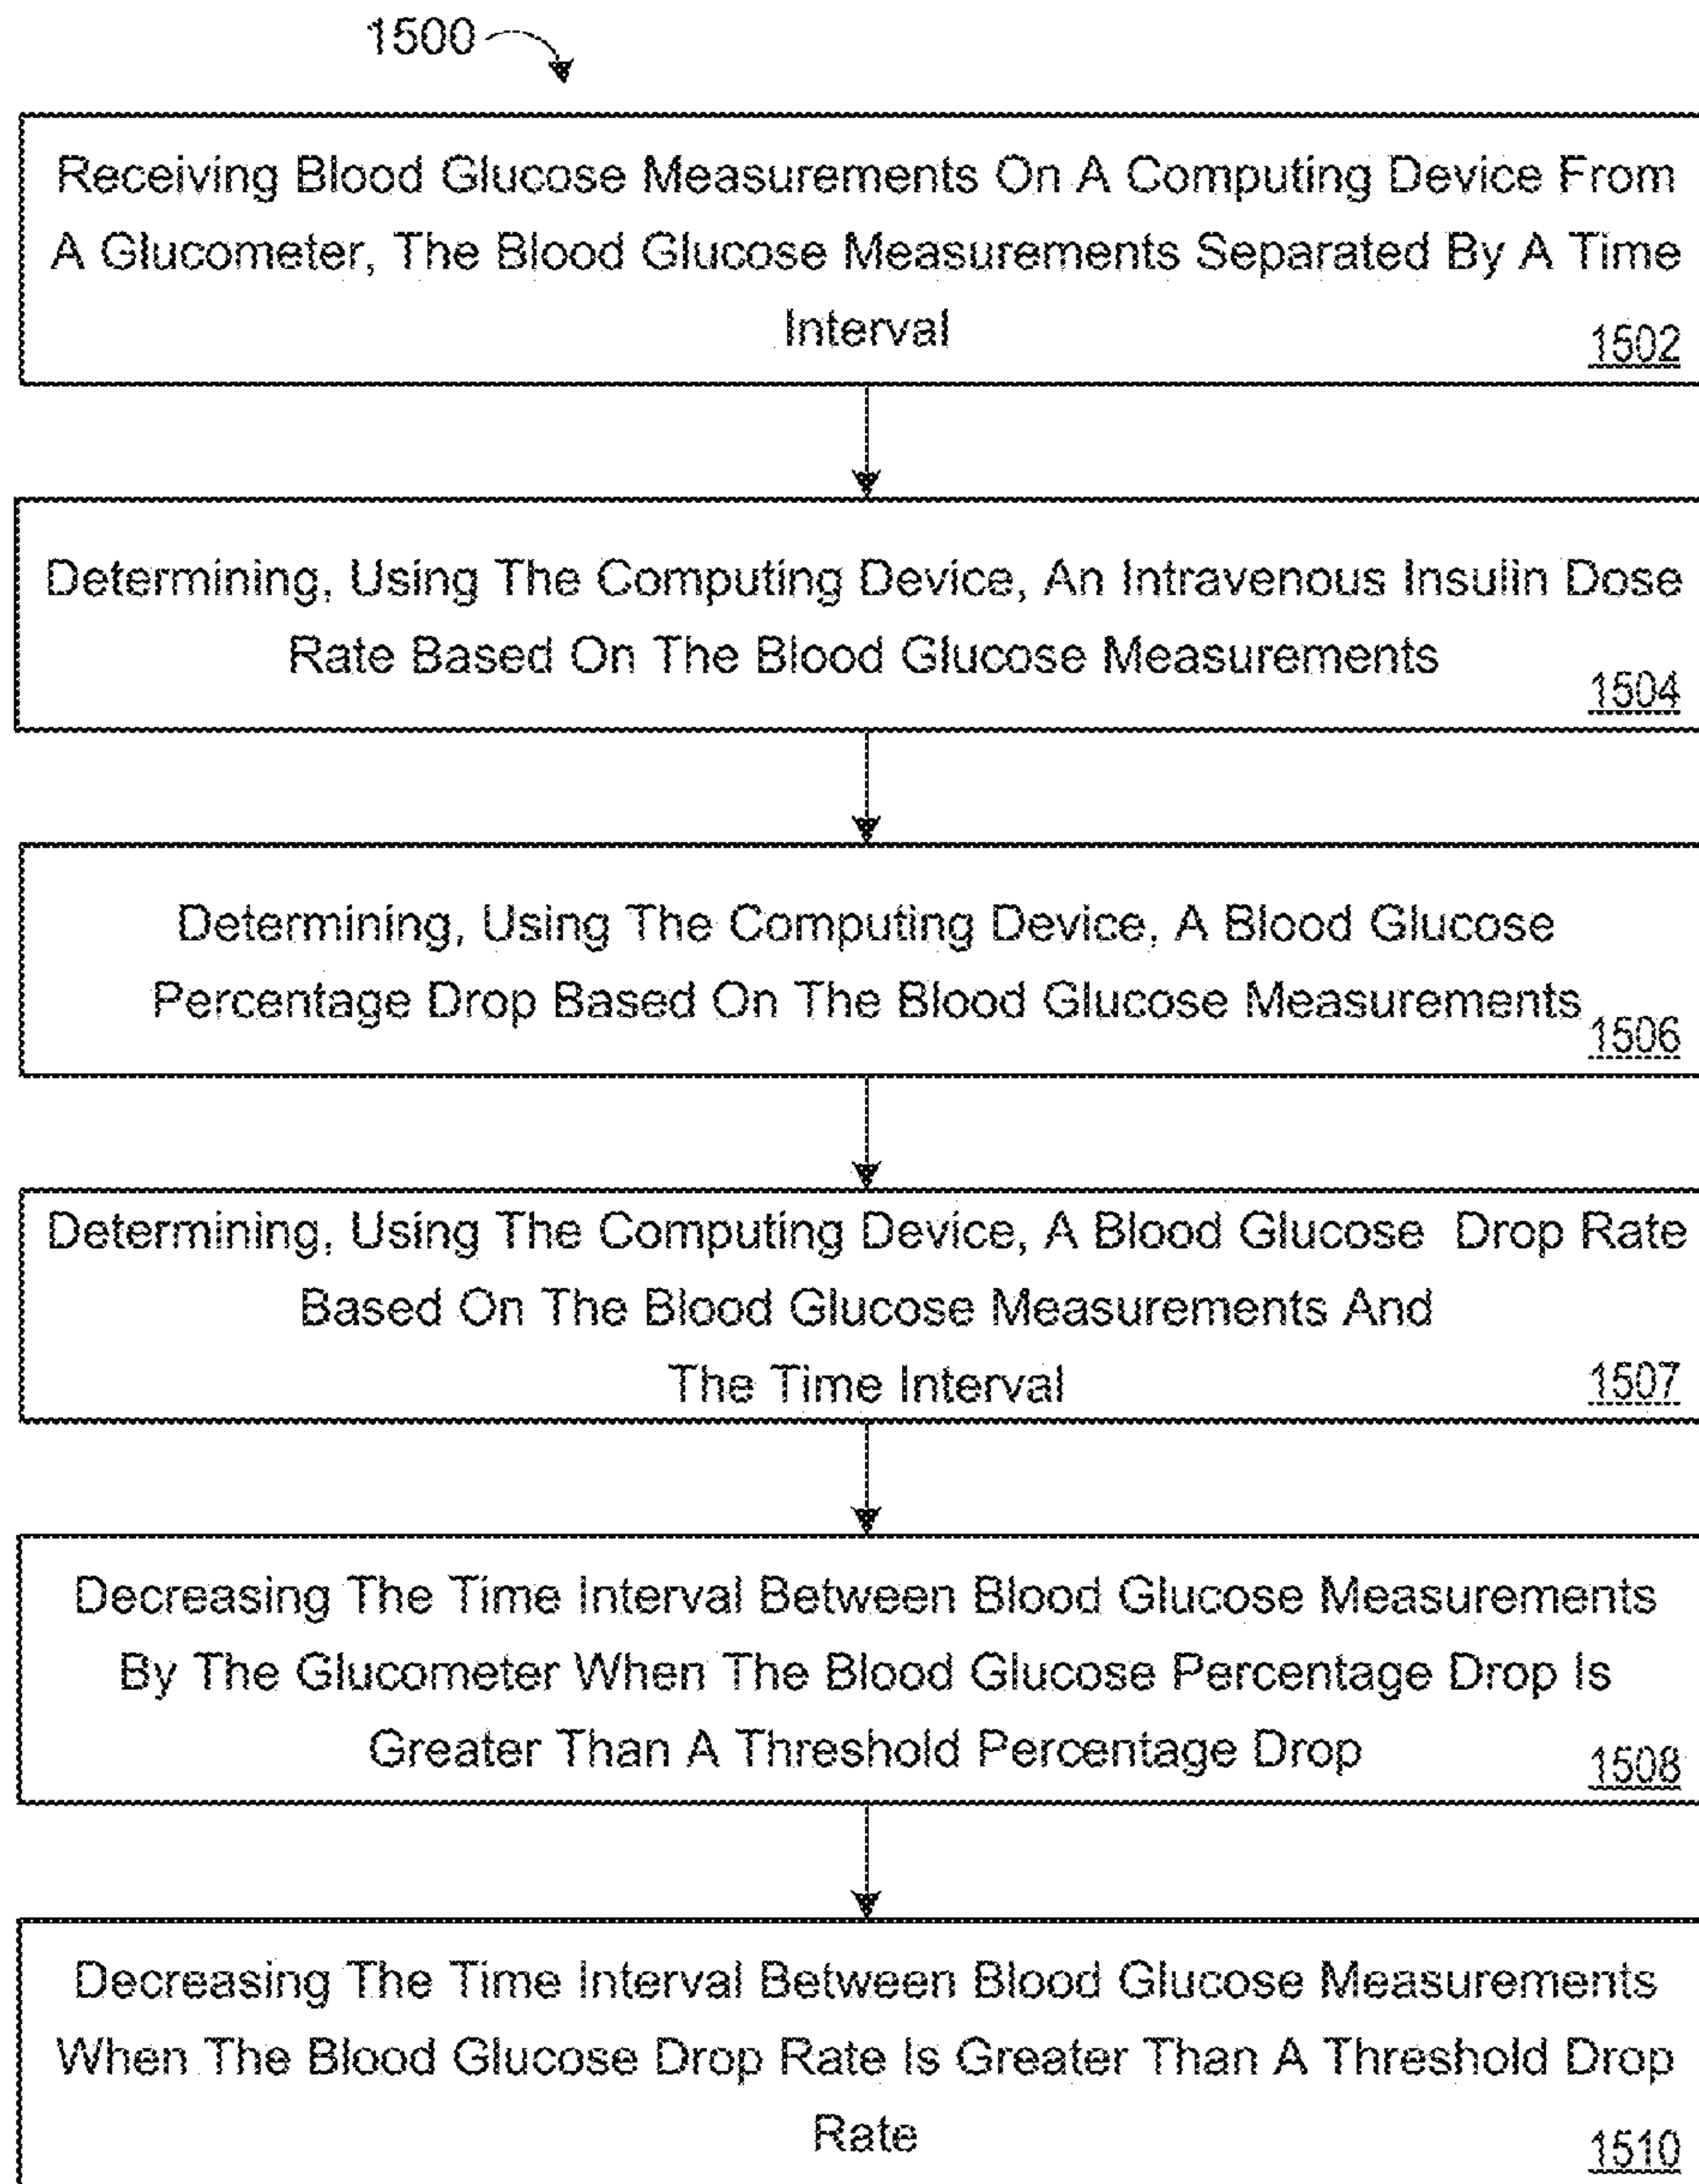 1500
Receiving Blood Glucose Measurements On A Computing Device From
A Glucometer, The Blood Glucose Measurements Separated By A Time
Interval
1502
Determining, Using The Computing Device, An Intravenous Insulin Dose
Rate Based On The Blood Glucose Measurements
1504
Determining, Using The Computing Device, A Blood Glucose
Percentage Drop Based On The Blood Glucose Measurements
1506
Determining, Using The Computing Device, A Blood Glucose Drop Rate
Based On The Blood Glucose Measurements And
The Time Interval
1507
Decreasing The Time Interval Between Blood Glucose Measurements
By The Glucometer When The Blood Glucose Percentage Drop Is
Greater Than A Threshold Percentage Drop
1508
Decreasing The Time Interval Between Blood Glucose Measurements
When The Blood Glucose Drop Rate Is Greater Than A Threshold Drop
Rate
1510